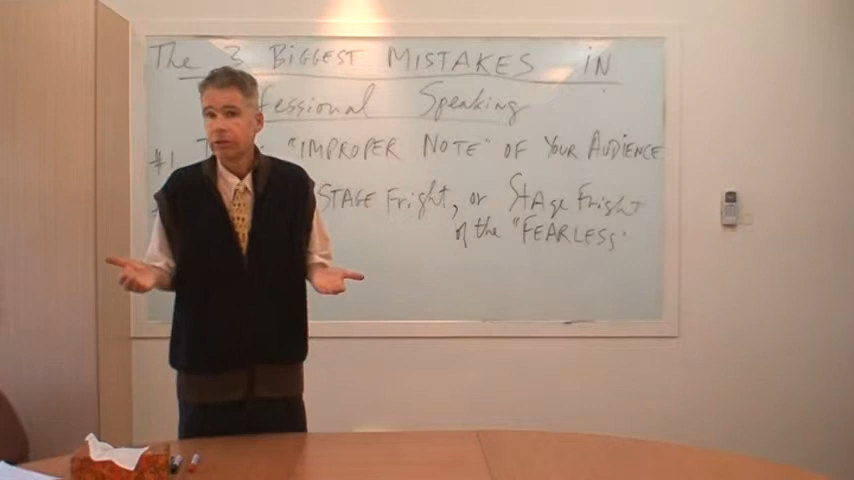 The 3 BIGGEST MISTAKES IN
fessional Speaking
#1 "IMPROPER NOTE" OF YOUR AUDIENCE
STAGE Fright, or STAge Fright
of the "FEARLESS"